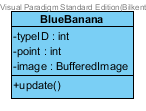 Visual Paradigm Standard Edition(Bilkent
BlueBanana
-typeID : int
-point : int
-image : BufferedImage
+update()